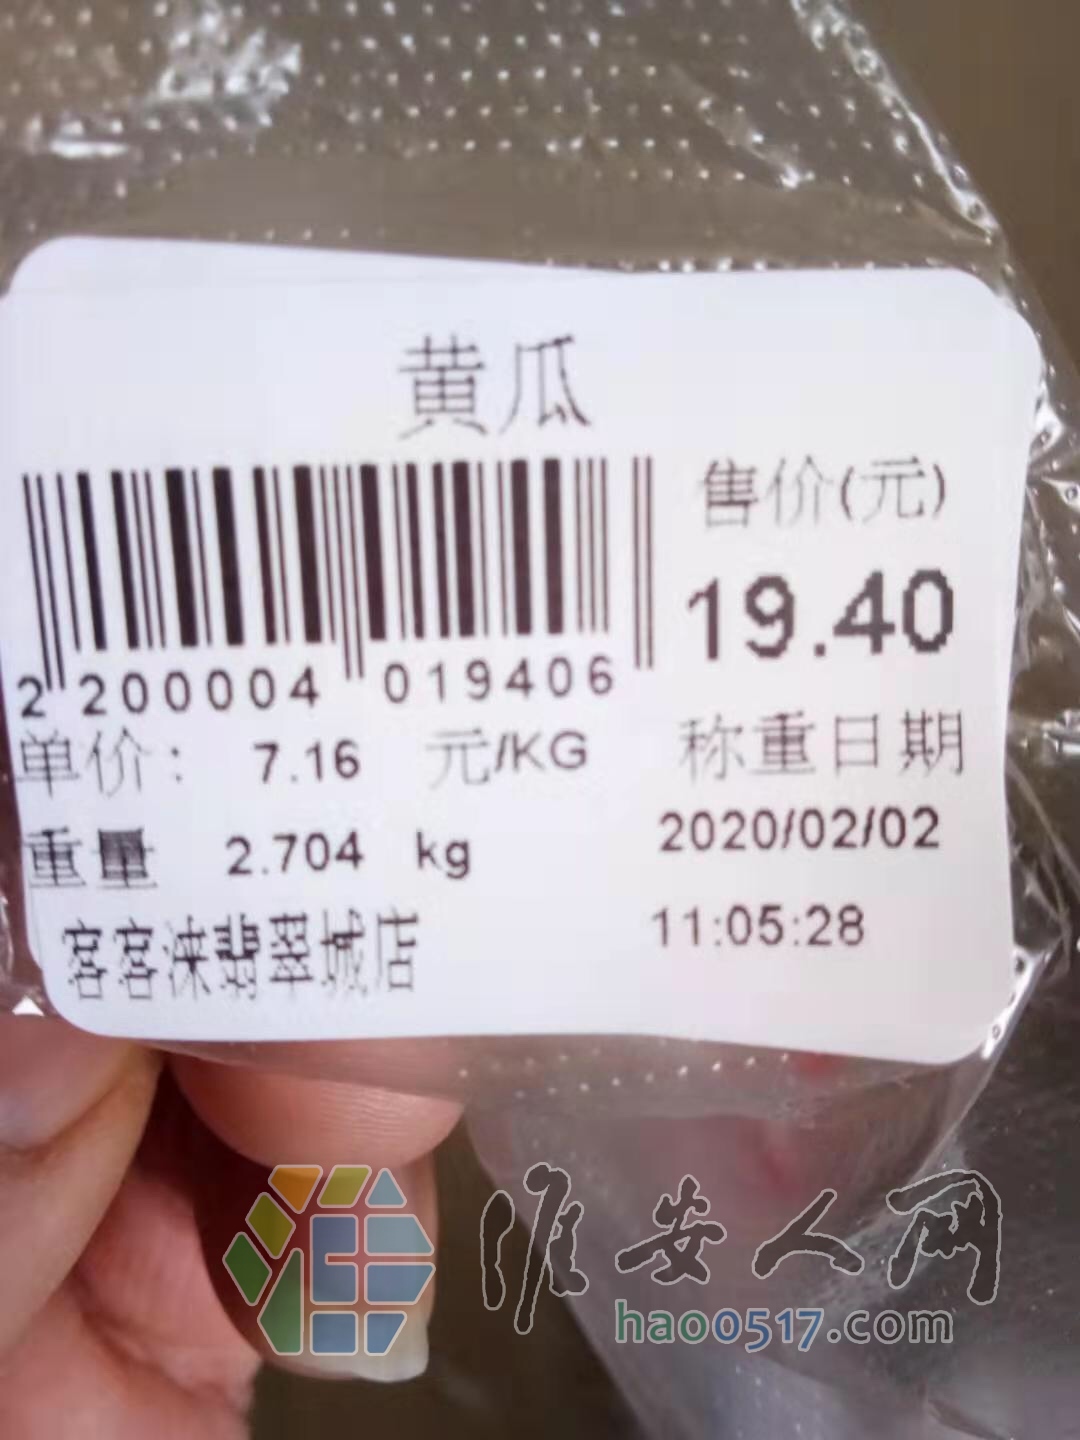 黄瓜
售价(元)
19.40
2 200004 019406
单价： 7.16 元/KG
称重日期
重量 2.704 kg
2020/02/02
客客涞翡翠城店
11:05:28
淮
淮安人网
hao0517.com